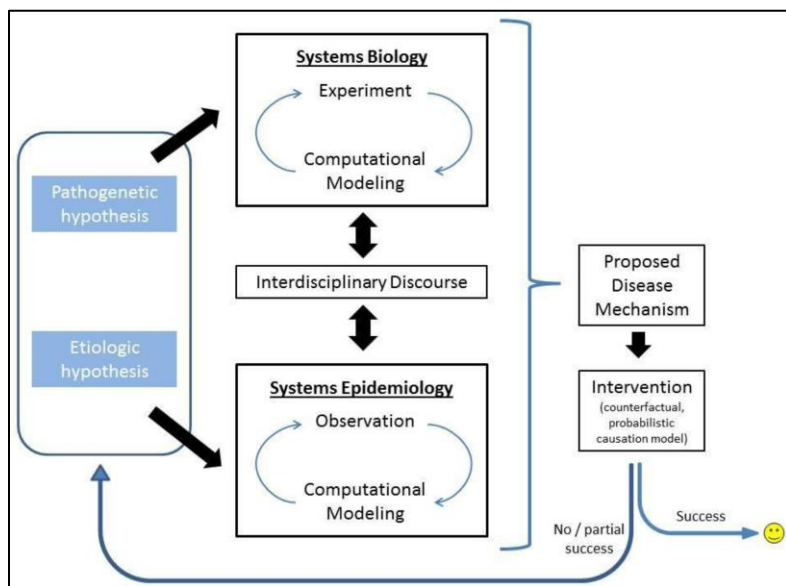 Systems Biology
Experiment
Computational
Modeling
Pathogenetic
hypothesis
Interdisciplinary Discourse
Etiologic
hypothesis
Systems Epidemiology
Observation
Computational
Modeling
Proposed
Disease
Mechanism
Intervention
(counterfactual,
probabilistic
causation model)
No / partial
success
Success